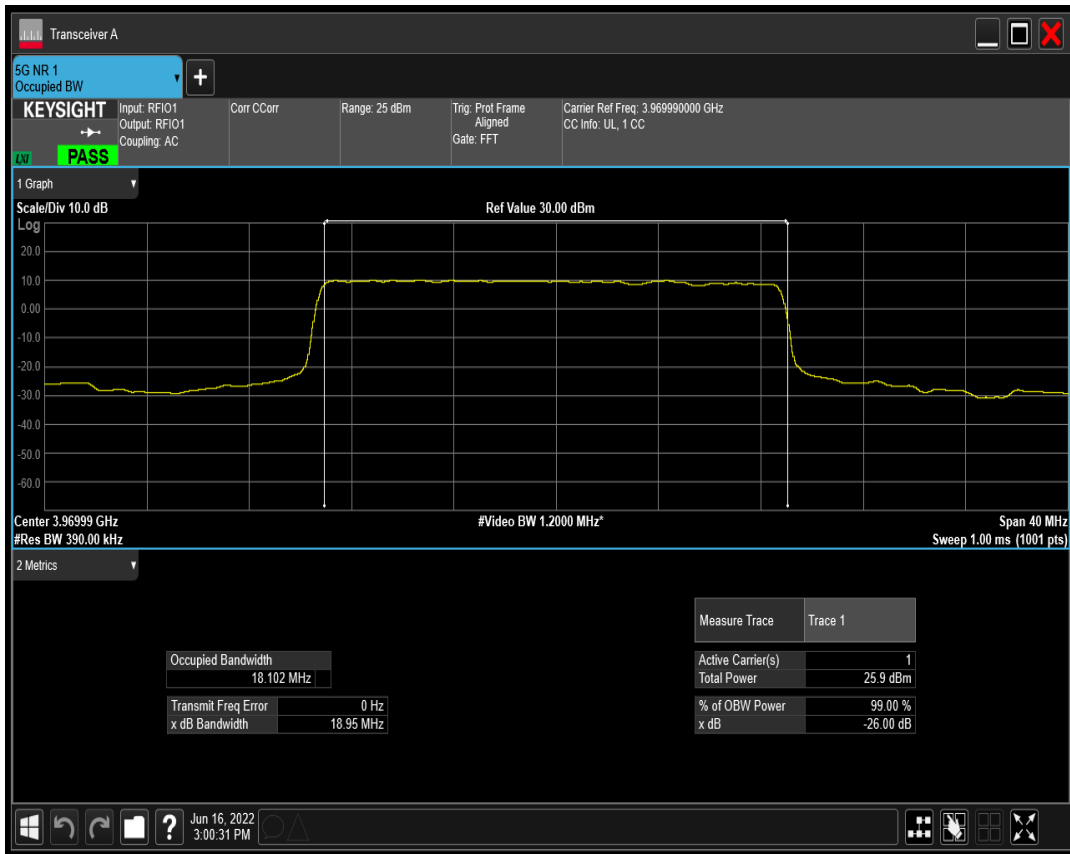 Transceiver A
5G NR 1
Occupied BW
+
KEYSIGHT
LXI
PASS
Input: RFIO1
Output: RFIO1
Coupling: AC
Corr CCorr
Range: 25 dBm
Trig: Prot Frame
Aligned
Gate: FFT
Carrier Ref Freq: 3.969990000 GHz
CC Info: UL, 1 CC
1 Graph
Scale/Div 10.0 dB
Ref Value 30.00 dBm
Log
20.0
10.0
0.00
-10.0
-20.0
-30.0
-40.0
-50.0
-60.0
Center 3.96999 GHz
#Video BW 1.2000 MHz*
Span 40 MHz
#Res BW 390.00 kHz
Sweep 1.00 ms (1001 pts)
2 Metrics
Measure Trace Trace 1
Occupied Bandwidth
18.102 MHz
Active Carrier(s) 1
Total Power 25.9 dBm
Transmit Freq Error 0 Hz
x dB Bandwidth 18.95 MHz
% of OBW Power 99.00 %
x dB -26.00 dB
?
Jun 16, 2022
3:00:31 PM